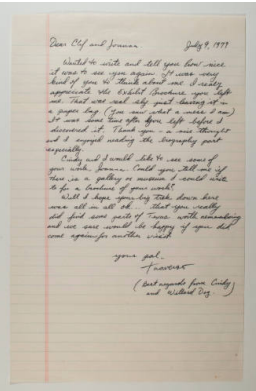 Dear Clif and Joanna July 9, 1979
Wanted to write and tell you how nice
it was to see you again. It was very
kind of you to think about me. I really
appreciate the Exhibit Brochure you left
me. That was real sly just leaving it in
a paper bag (You saw what a mess I am)
It was some time after you left before I
discovered it. Thank you - a nice thought
and I enjoyed reading the biography part
especially.
Cindy and I would like to see some of
your work, Joanna. Could you tell me if
there is a gallery or museum I could write
to for a brochure of your work?
Well I hope your trip down here
was all in all ok... that you really
did find some parts of worth remembering
and we sure would be happy if you did
come again for another visit.
your pal,
(Best regards from Cindy
and Dog.)